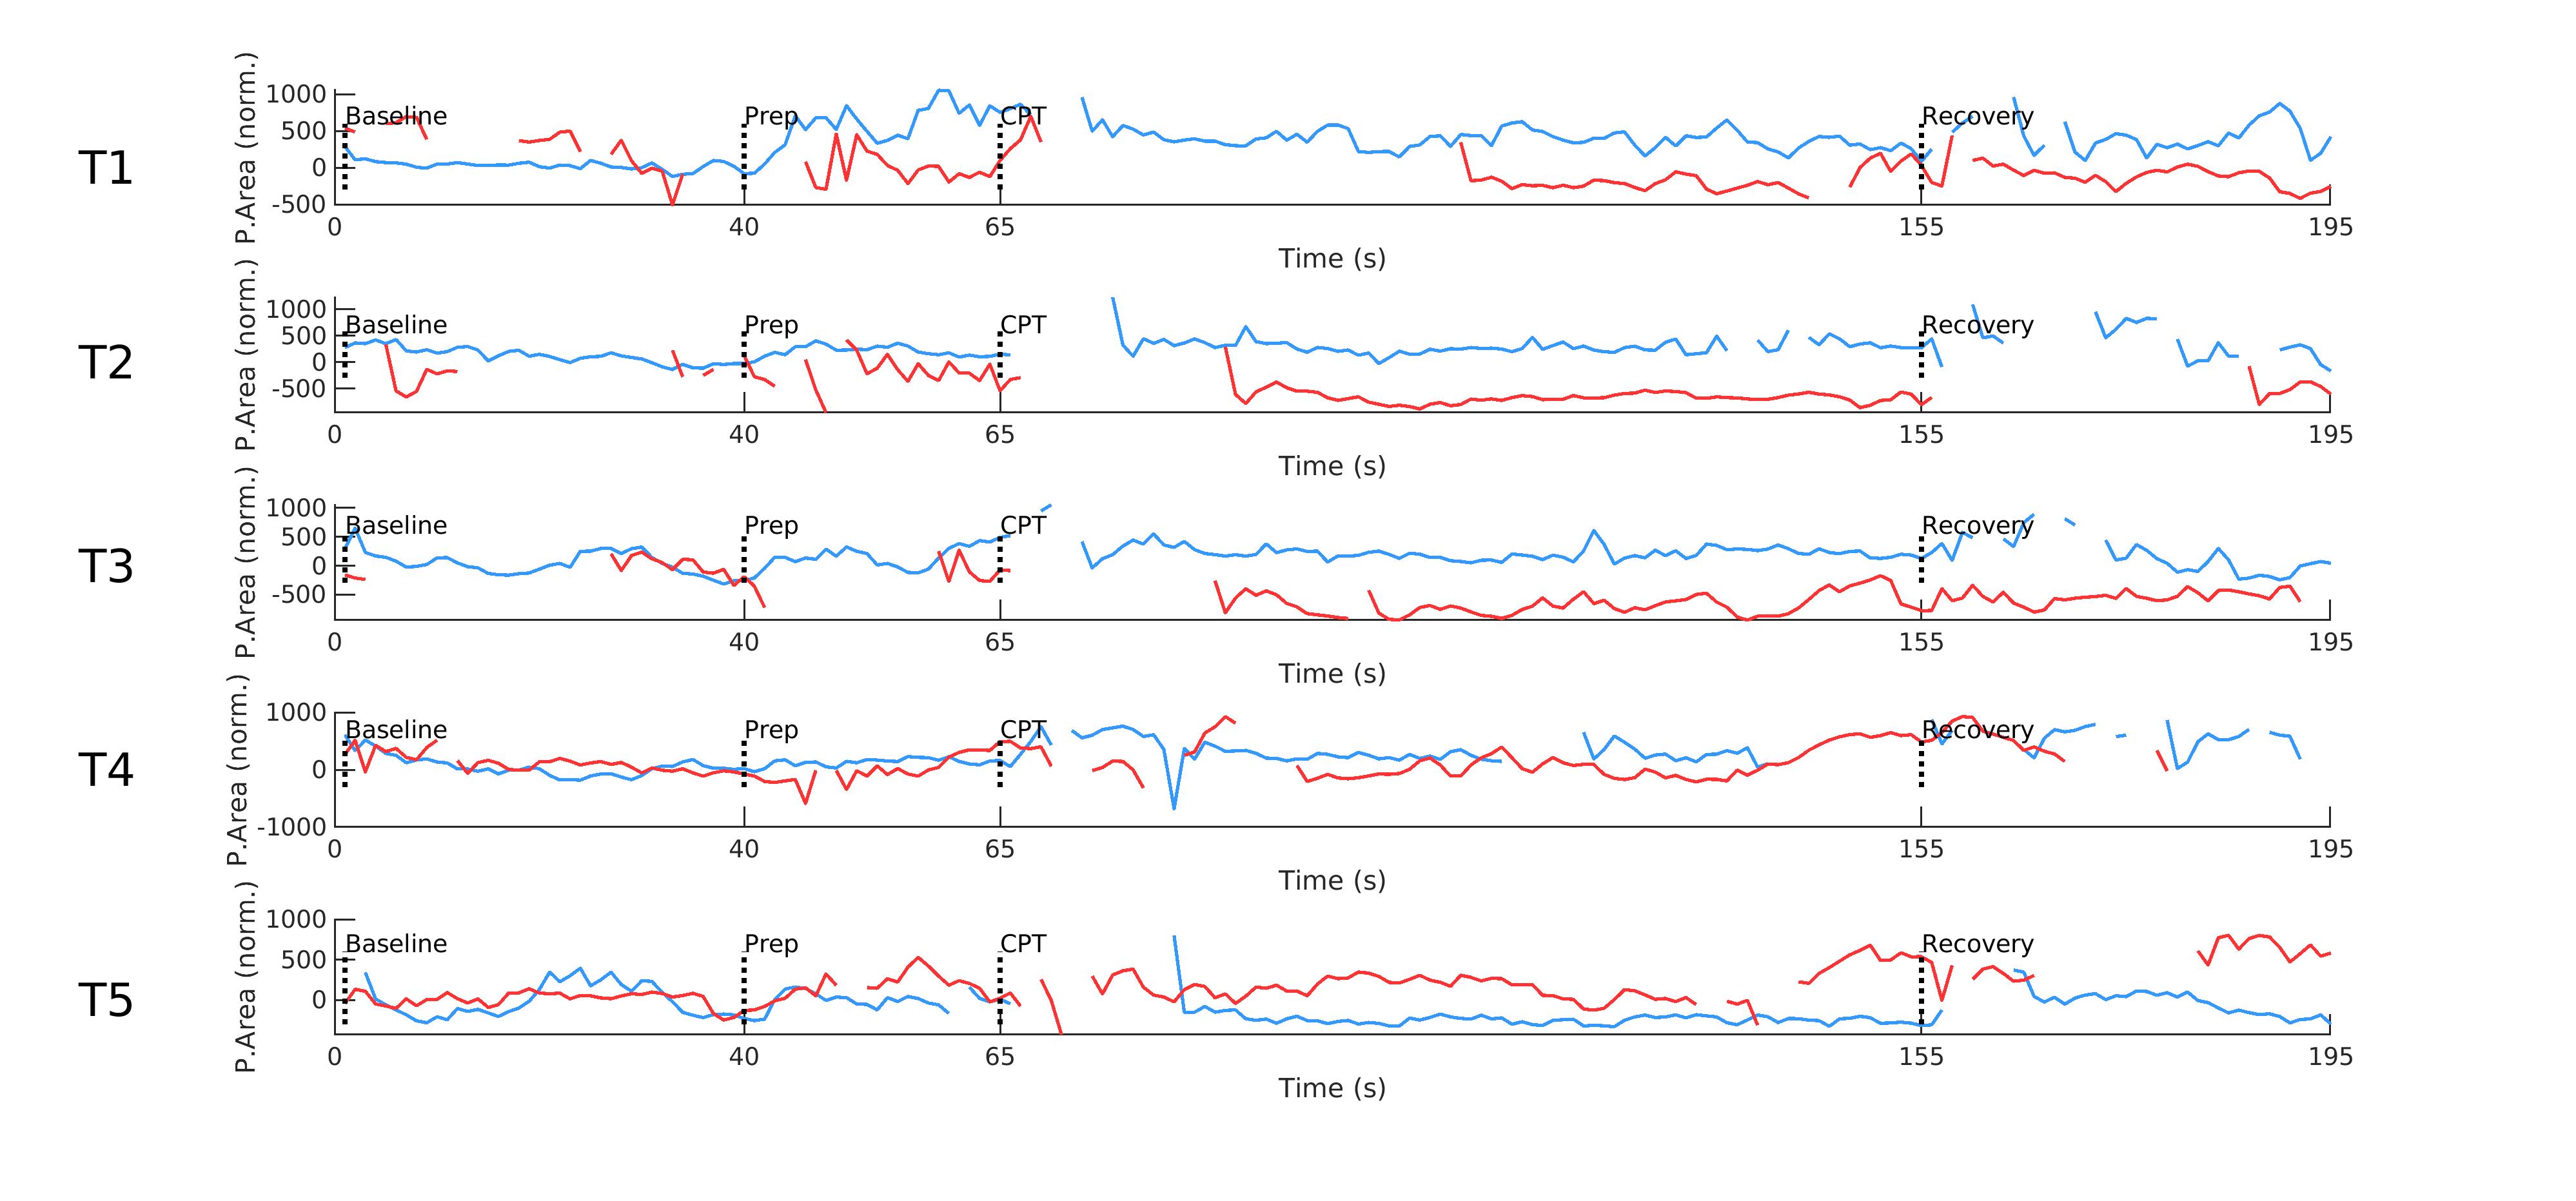 T1
P.Area (norm.)
1000
500
0
-500
Baseline
Prep
CPT
Recovery
0 40 65 155 195
Time (s)
T2
P.Area (norm.)
1000
500
0
-500
Baseline
Prep
CPT
Recovery
0 40 65 155 195
Time (s)
T3
P.Area (norm.)
1000
500
0
-500
Baseline
Prep
CPT
Recovery
0 40 65 155 195
Time (s)
T4
P.Area (norm.)
1000
0
-1000
Baseline
Prep
CPT
Recovery
0 40 65 155 195
Time (s)
T5
P.Area (norm.)
1000
500
0
Baseline
Prep
CPT
Recovery
0 40 65 155 195
Time (s)